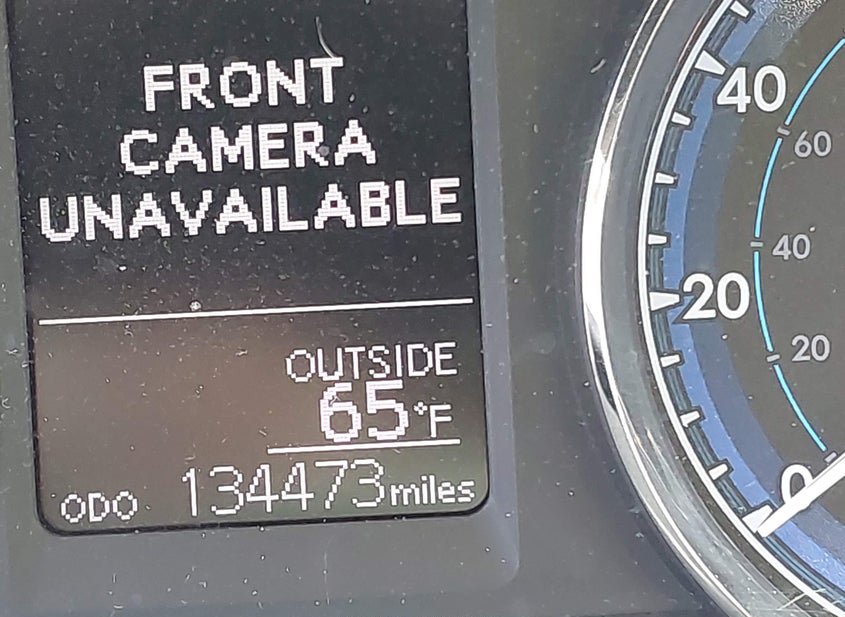 FRONT
CAMERA
UNAVAILABLE
OUTSIDE
65°F
ODO 134473 miles
40
60
40
20
20
0